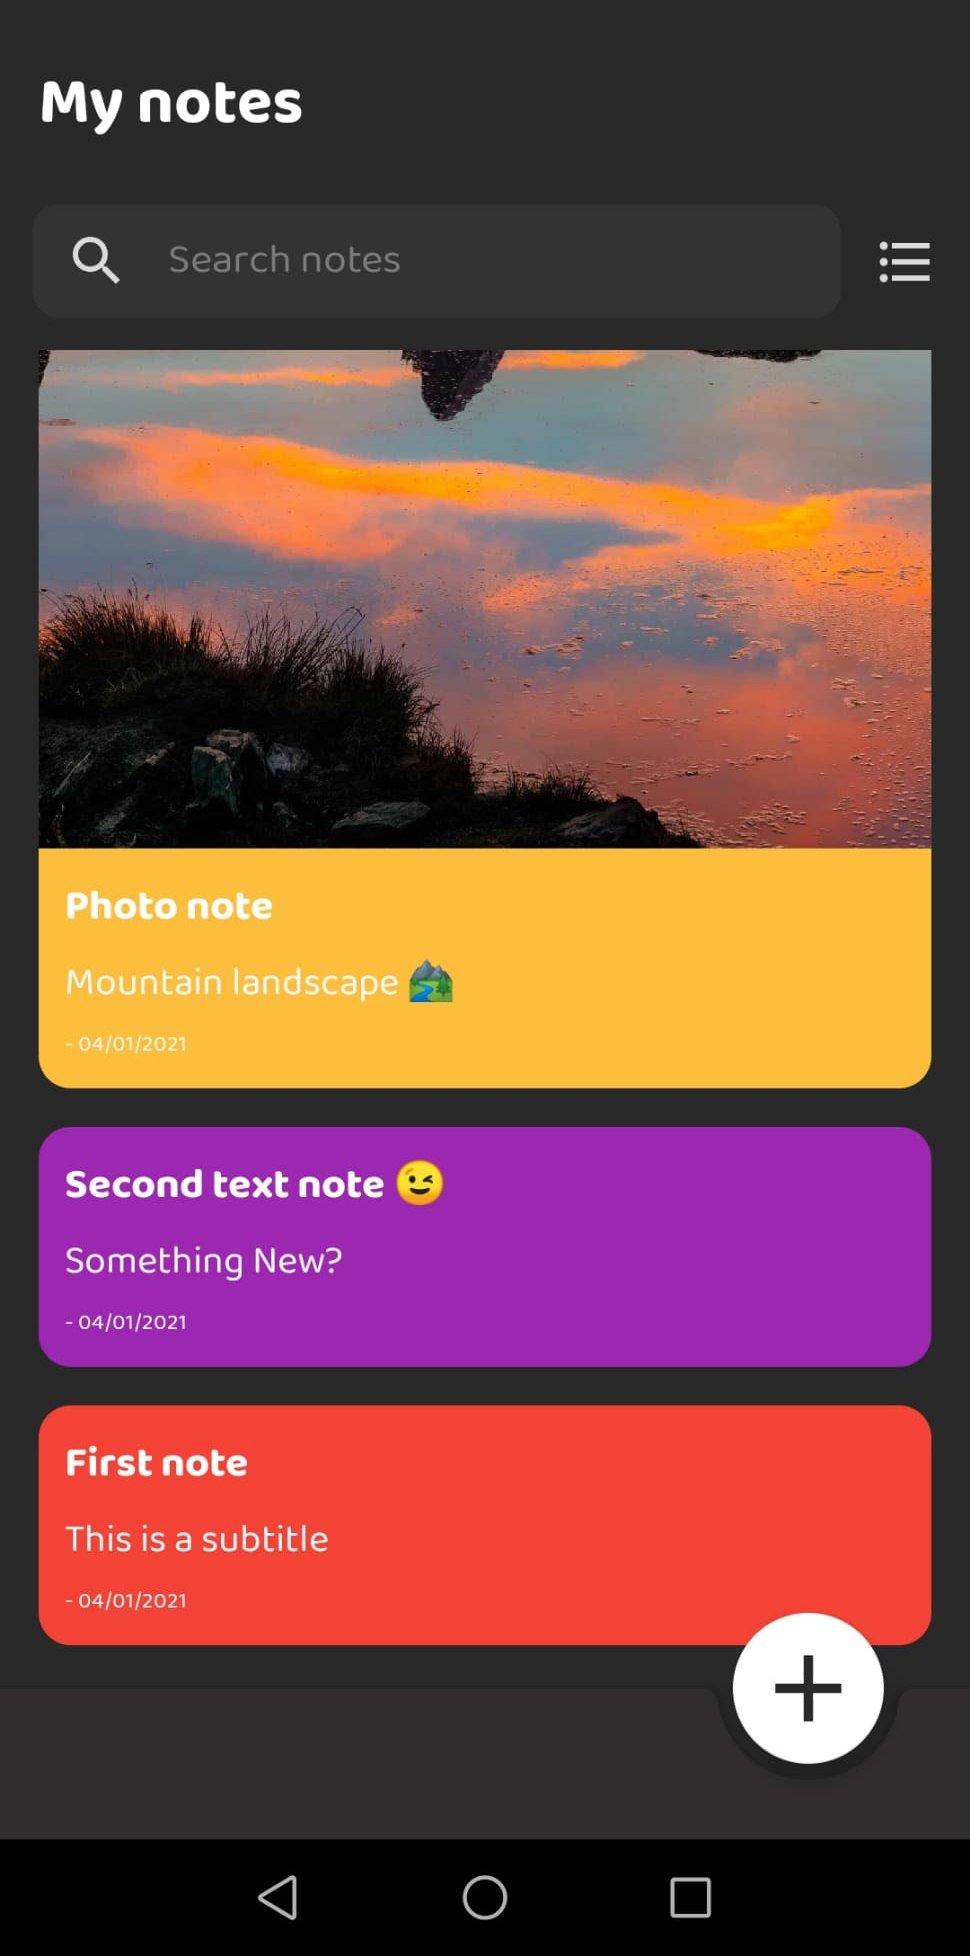 My notes
Search notes
Photo note
Mountain landscape 🏞️
- 04/01/2021
Second text note 😉
Something New?
- 04/01/2021
First note
This is a subtitle
- 04/01/2021